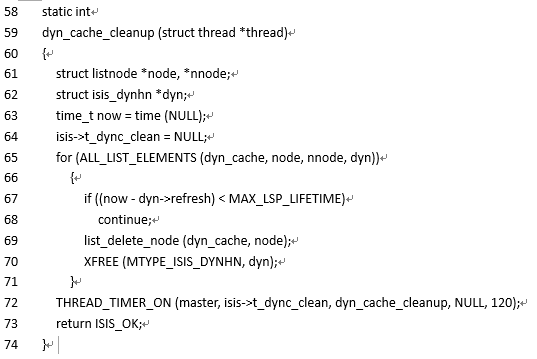 58 static int↵
59 dyn_cache_cleanup (struct thread *thread)↵
60 {↵
61 struct listnode *node, *nnode;↵
62 struct isis_dynhn *dyn;↵
63 time_t now = time (NULL);↵
64 isis->t_dync_clean = NULL;↵
65 for (ALL_LIST_ELEMENTS (dyn_cache, node, nnode, dyn))↵
66 {↵
67 if ((now - dyn->refresh) < MAX_LSP_LIFETIME)↵
68 continue;↵
69 list_delete_node (dyn_cache, node);↵
70 XFREE (MTYPE_ISIS_DYNHN, dyn);↵
71 }↵
72 THREAD_TIMER_ON (master, isis->t_dync_clean, dyn_cache_cleanup, NULL, 120);↵
73 return ISIS_OK;↵
74 }↵